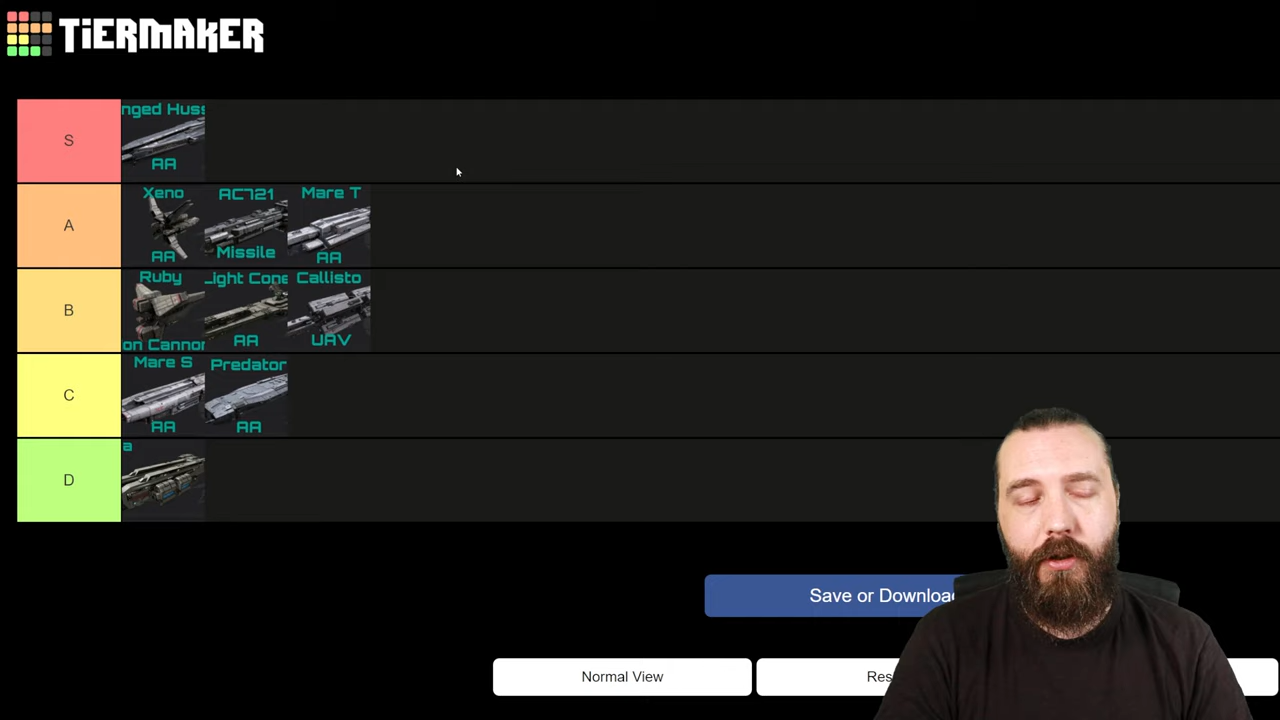 TiERMAKER
S
nged Huss
AA
A
Xeno
AA
AC721
Missile
Mare T
AA
B
Ruby
on Cannon
Light Cone
AA
Callisto
UAV
C
Mare S
AA
Predator
AA
D
a
Save or Download
Normal View
Res